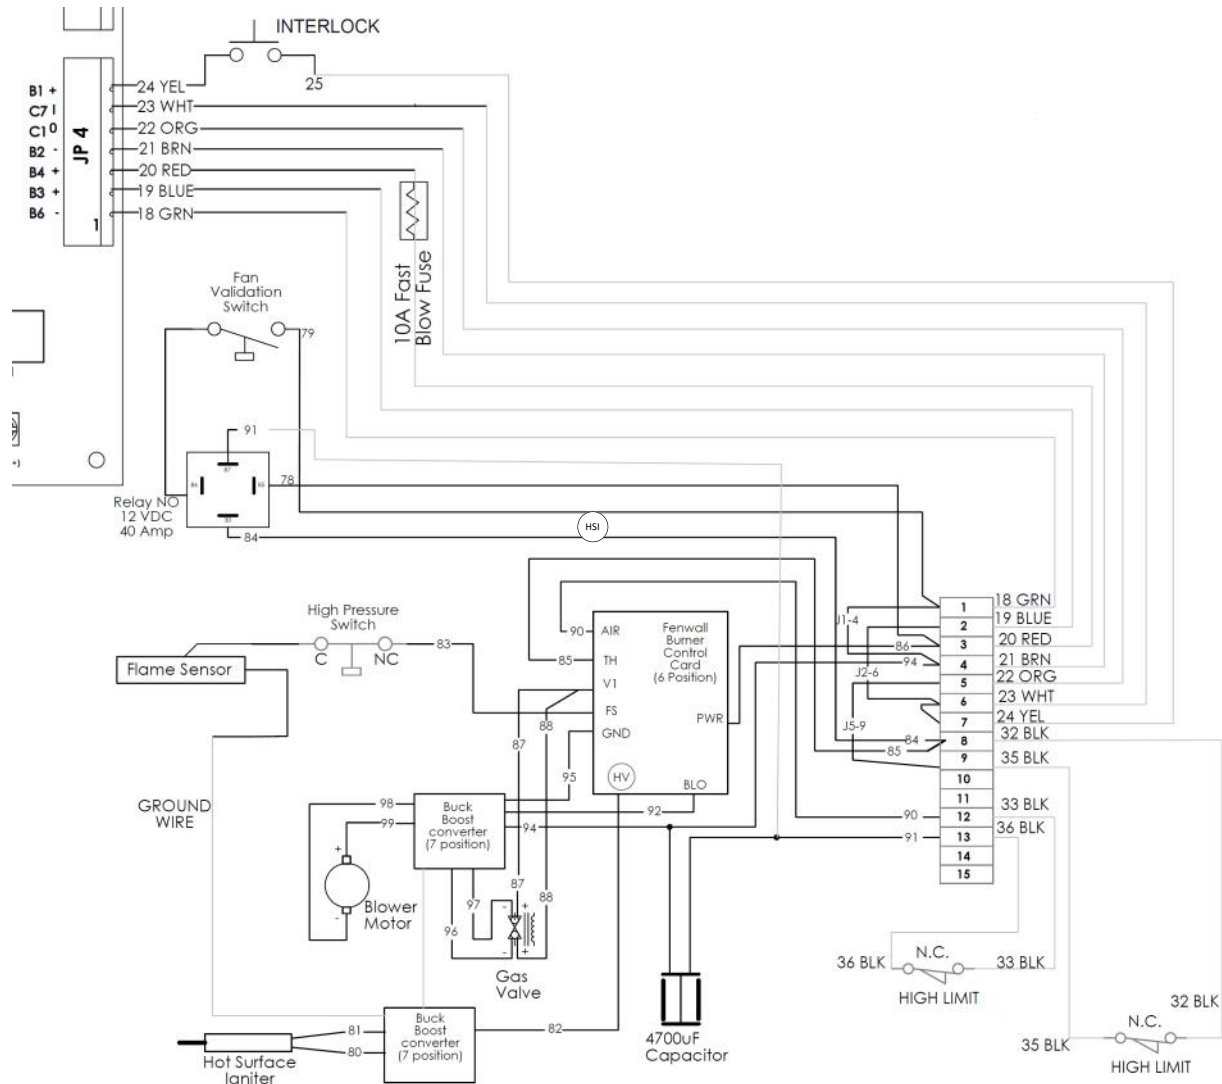 INTERLOCK
25
B1 +
24 YEL
C7 I
23 WHT
C1 0
22 ORG
B2 -
21 BRN
B4 +
20 RED
B3 +
19 BLUE
B6 -
18 GRN
JP 4
1
10A Fast
Blow Fuse
Fan
Validation
Switch
79
91
87
86
85
30
78
84
Relay NO
12 VDC
40 Amp
HSI
High Pressure
Switch
C
NC
83
Flame Sensor
GROUND
WIRE
90
AIR
85
TH
V1
FS
GND
HV
PWR
BLO
Fenwall
Burner
Control
Card
(6 Position)
88
87
95
92
94
98
99
Buck
Boost
converter
(7 position)
+
-
Blower
Motor
96
97
87
88
- +
- +
Gas
Valve
81
80
Hot Surface
Igniter
Buck
Boost
converter
(7 position)
82
4700uF
Capacitor
J1-4
86
94
J2-6
J5-9
84
85
90
91
1
18 GRN
2
19 BLUE
3
20 RED
4
21 BRN
5
22 ORG
6
23 WHT
7
24 YEL
8
32 BLK
9
35 BLK
10
11
12
33 BLK
13
36 BLK
14
15
36 BLK
N.C.
33 BLK
HIGH LIMIT
32 BLK
35 BLK
N.C.
HIGH LIMIT